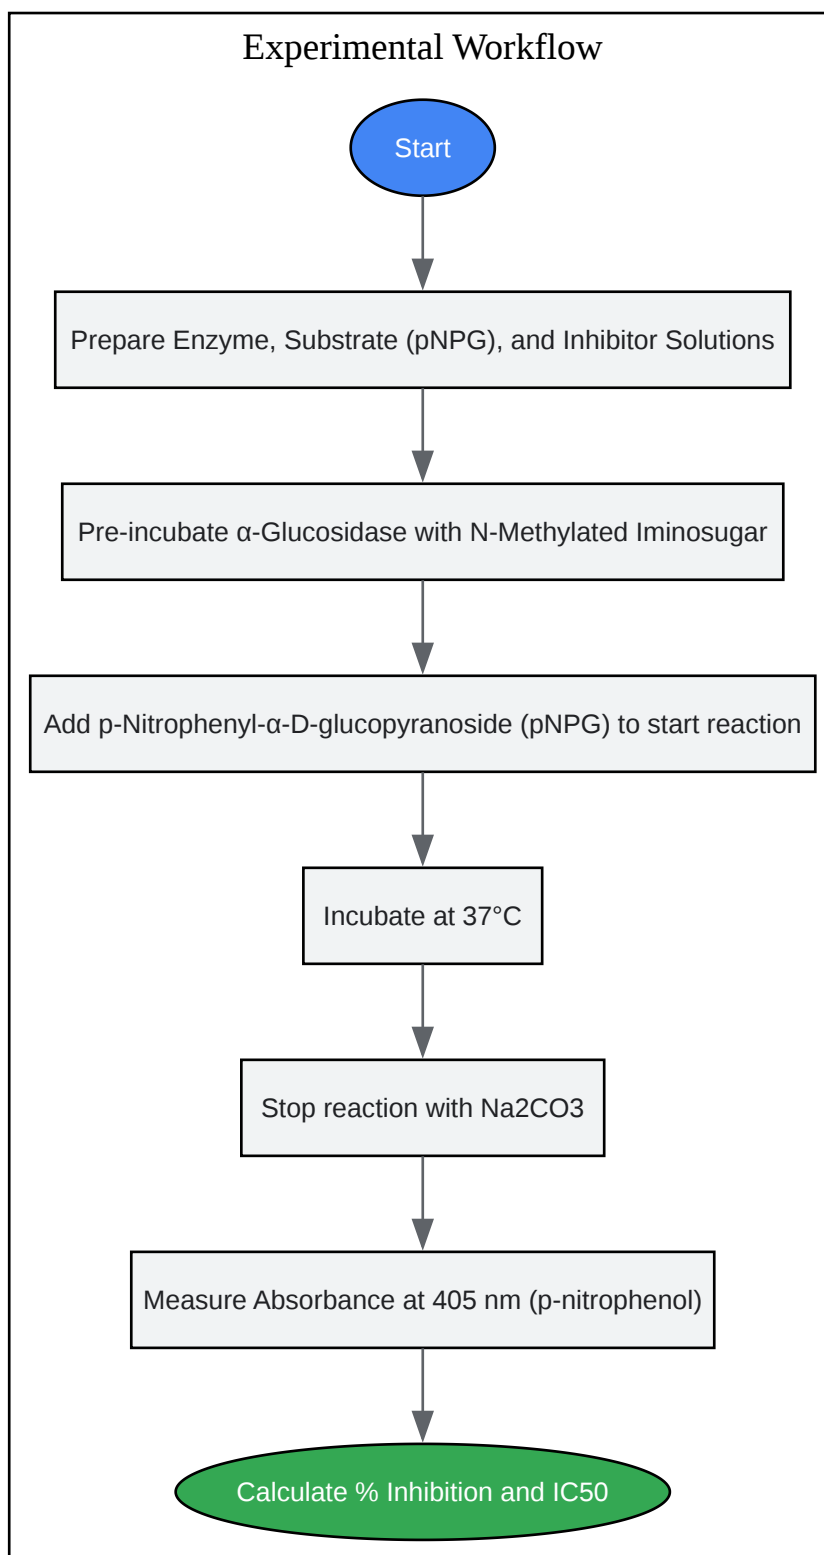 Experimental Workflow
Start
Prepare Enzyme, Substrate (pNPG), and Inhibitor Solutions
Pre-incubate α-Glucosidase with N-Methylated Iminosugar
Add p-Nitrophenyl-α-D-glucopyranoside (pNPG) to start reaction
Incubate at 37°C
Stop reaction with Na2CO3
Measure Absorbance at 405 nm (p-nitrophenol)
Calculate % Inhibition and IC50